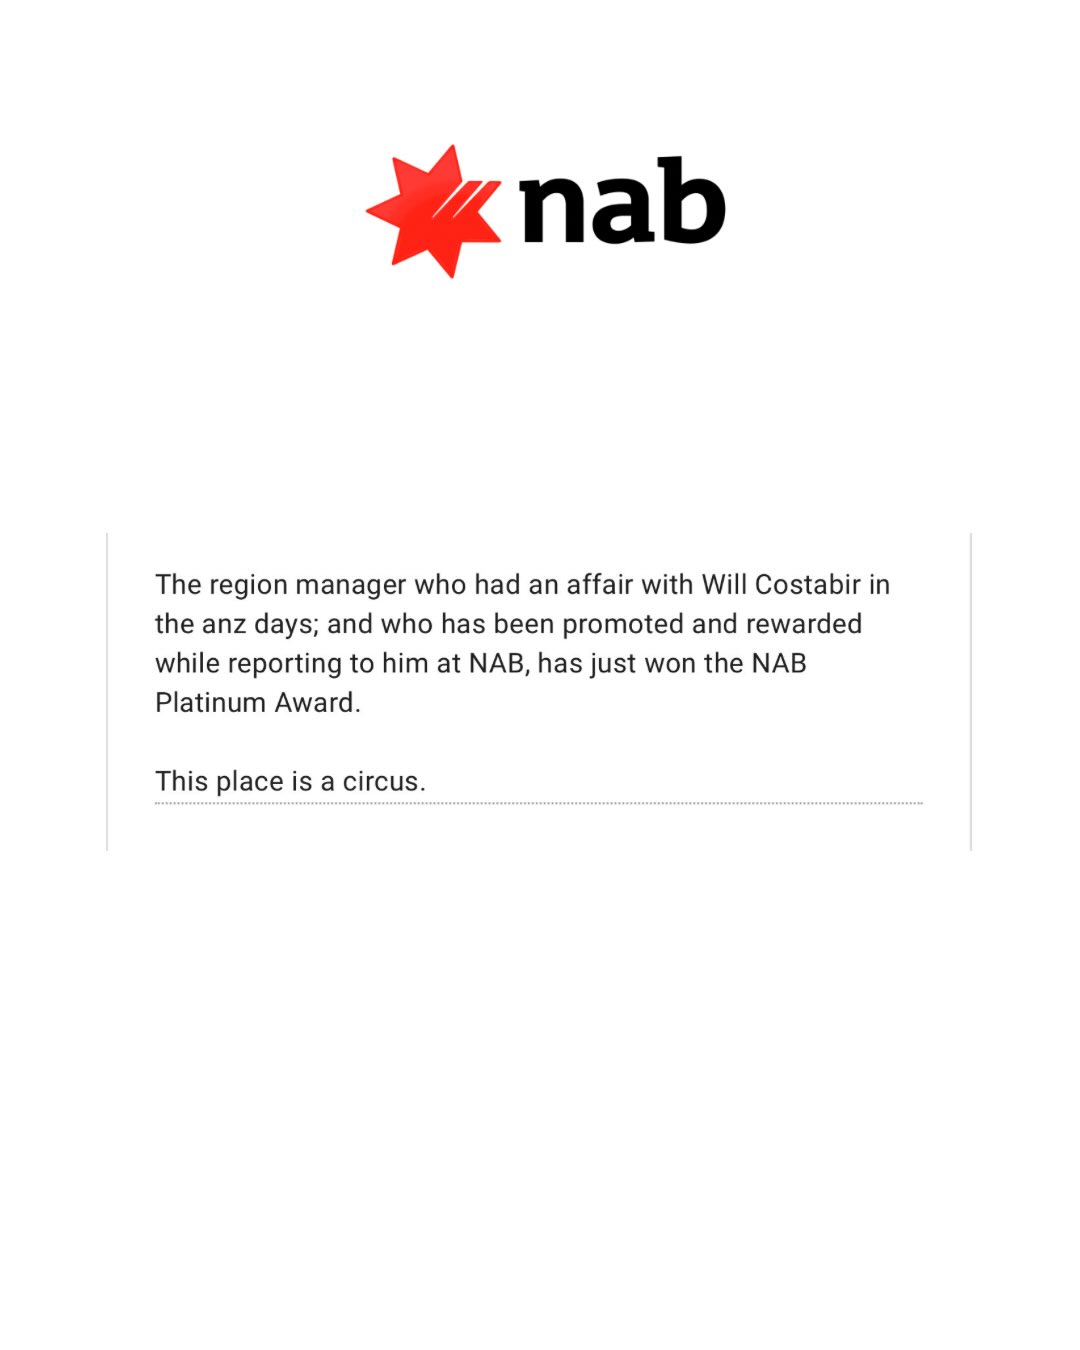 nab
The region manager who had an affair with Will Costabir in
the anz days; and who has been promoted and rewarded
while reporting to him at NAB, has just won the NAB
Platinum Award.
This place is a circus.